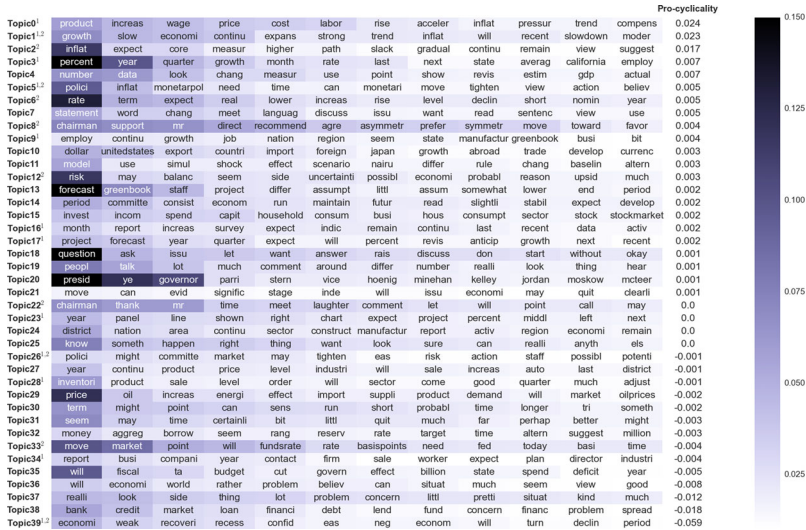 Pro-cyclicality
Topic0¹ product increas wage price cost labor rise acceler inflat pressur trend compens 0.024
Topic1¹,² growth slow economi continu expans strong trend inflat will recent slowdown moder 0.023
Topic2² inflat expect core measur higher path slack gradual continu remain view suggest 0.017
Topic3¹ percent year quarter growth month rate last next state averag california employ 0.007
Topic4 number data look chang measur use point show revis estim gdp actual 0.007
Topic5¹,² polici inflat monetarpol need time can monetari move tighten view action believ 0.005
Topic6² rate term expect real lower increas rise level declin short nomin year 0.005
Topic7 statement word chang meet languag discuss issu want read sentenc view use 0.005
Topic8² chairman support mr direct recommend agre asymmetr prefer symmetr move toward favor 0.004
Topic9¹ employ continu growth job nation region seem state manufactur greenbook busi bit 0.004
Topic10 dollar unitedstates export countri import foreign japan growth abroad trade develop currenc 0.003
Topic11 model use simul shock effect scenario nairu differ rule chang baselin altern 0.003
Topic12² risk may balanc seem side uncertainti possibl economi probabl reason upsid much 0.003
Topic13 forecast greenbook staff project differ assumpt littl assum somewhat lower end period 0.002
Topic14 period committe consist econom run maintain futur read slightli stabil expect develop 0.002
Topic15 invest incom spend capit household consum busi hous consumpt sector stock stockmarket 0.002
Topic16¹ month report increas survey expect indic remain continu last recent data activ 0.002
Topic17¹ project forecast year quarter expect will percent revis anticip growth next recent 0.002
Topic18 question ask issu let want answer rais discuss don start without okay 0.001
Topic19 peopl talk lot much comment around differ number realli look thing hear 0.001
Topic20 presid ye governor parri stern vice hoenig minehan kelley jordan moskow mcteer 0.001
Topic21 move can evid signific stage inde will issu economi may quit clearli 0.001
Topic22² chairman thank mr time meet laughter comment let will point call may 0.0
Topic23¹ year panel line shown right chart expect project percent middl left next 0.0
Topic24 district nation area continu sector construct manufactur report activ region economi remain 0.0
Topic25 know someth happen right thing want look sure can realli anyth els 0.0
Topic26¹,² polici might committe market may tighten eas risk action staff possibl potenti -0.001
Topic27 year continu product price level industri will sale increas auto last district -0.001
Topic28¹ inventori product sale level order will sector come good quarter much adjust -0.001
Topic29 price oil increas energi effect import suppli product demand will market oilprices -0.002
Topic30 term might point can sens run short probabl time longer tri someth -0.002
Topic31 seem may time certainli bit littl quit much far perhap better might -0.003
Topic32 money aggreg borrow seem rang reserv rate target time altern suggest million -0.003
Topic33² move market point will fundsrate rate basispoints need fed today basi time -0.004
Topic34¹ report busi compani year contact firm sale worker expect plan director industri -0.004
Topic35 will fiscal ta budget cut govern effect billion state spend deficit year -0.005
Topic36 will economi world rather problem believ can situat much seem view good -0.008
Topic37 realli look side thing lot problem concern littl pretti situat kind much -0.012
Topic38 bank credit market loan financi debt lend fund concern financ problem spread -0.018
Topic39¹,² economi weak recoveri recess confid eas neg econom will turn declin period -0.059
0.150
0.125
0.100
0.075
0.050
0.025